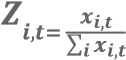 Z_{i,t} = \frac{x_{i,t}}{\sum_i x_{i,t}}